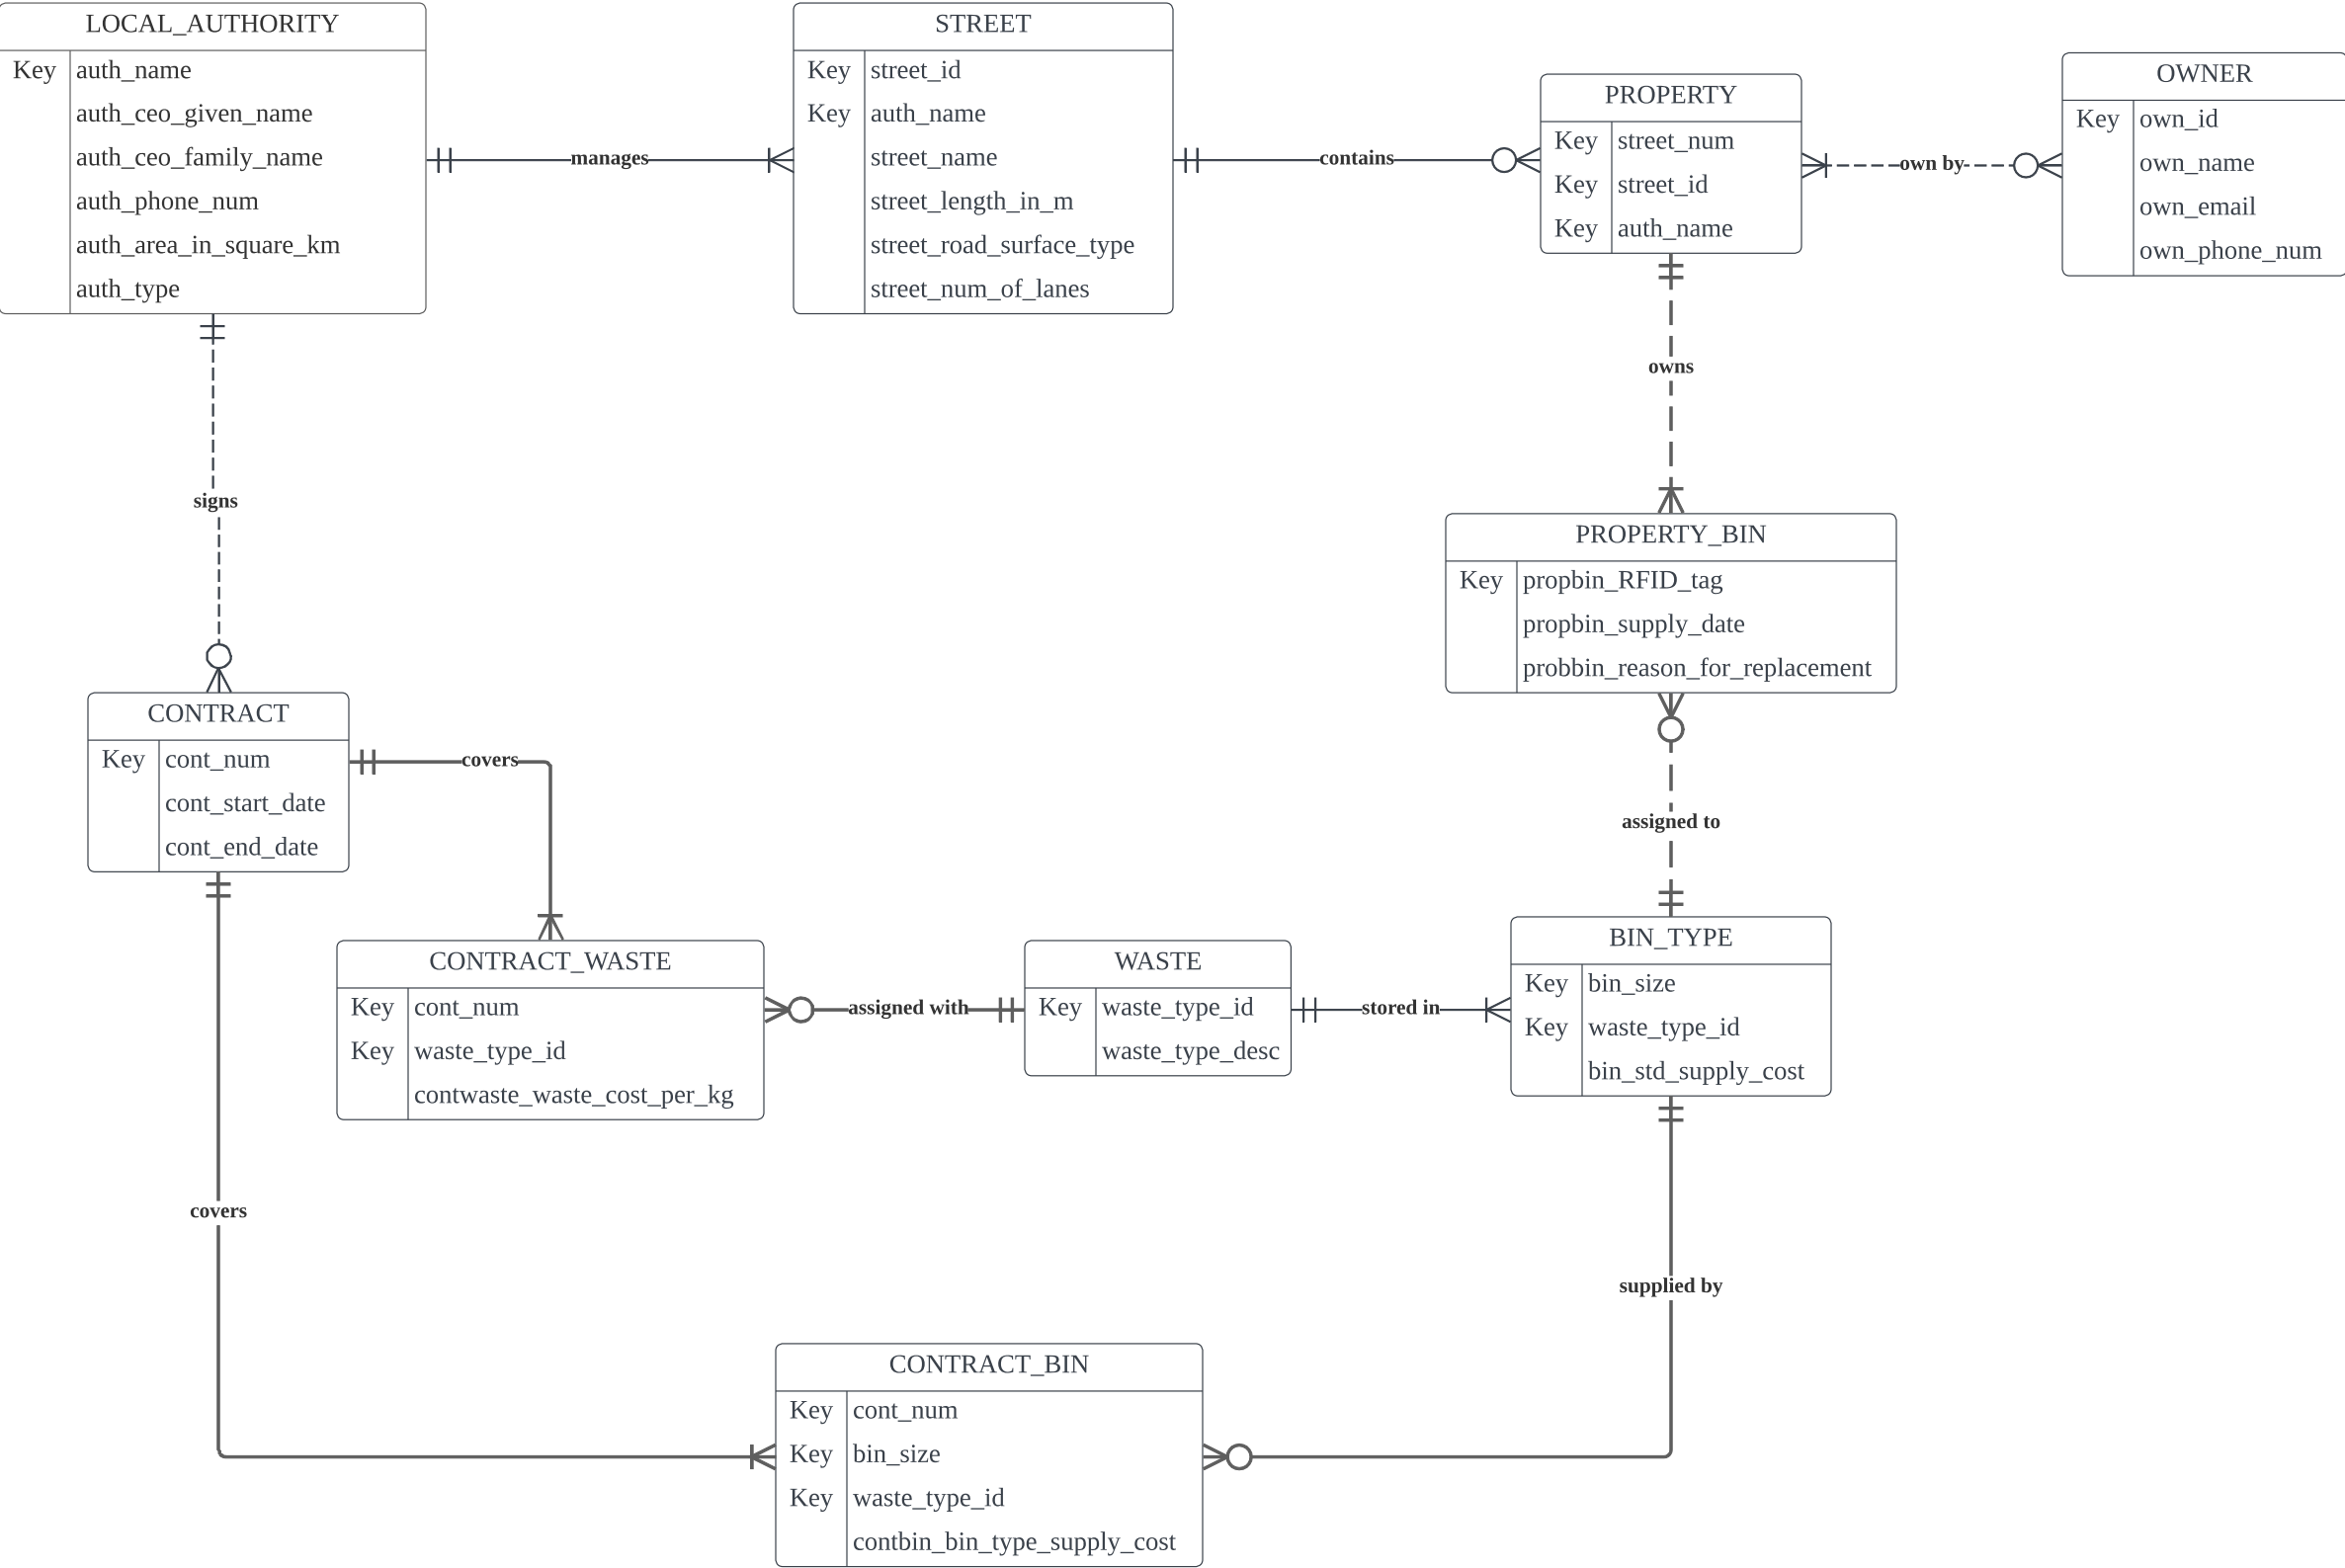 LOCAL_AUTHORITY
Key auth_name
auth_ceo_given_name
auth_ceo_family_name
auth_phone_num
auth_area_in_square_km
auth_type
manages
STREET
Key street_id
Key auth_name
street_name
street_length_in_m
street_road_surface_type
street_num_of_lanes
contains
PROPERTY
Key street_num
Key street_id
Key auth_name
own by
OWNER
Key own_id
own_name
own_email
own_phone_num
signs
owns
PROPERTY_BIN
Key propbin_RFID_tag
propbin_supply_date
probbin_reason_for_replacement
CONTRACT
Key cont_num
cont_start_date
cont_end_date
covers
assigned to
CONTRACT_WASTE
Key cont_num
Key waste_type_id
contwaste_waste_cost_per_kg
assigned with
WASTE
Key waste_type_id
waste_type_desc
stored in
BIN_TYPE
Key bin_size
Key waste_type_id
bin_std_supply_cost
covers
supplied by
CONTRACT_BIN
Key cont_num
Key bin_size
Key waste_type_id
contbin_bin_type_supply_cost